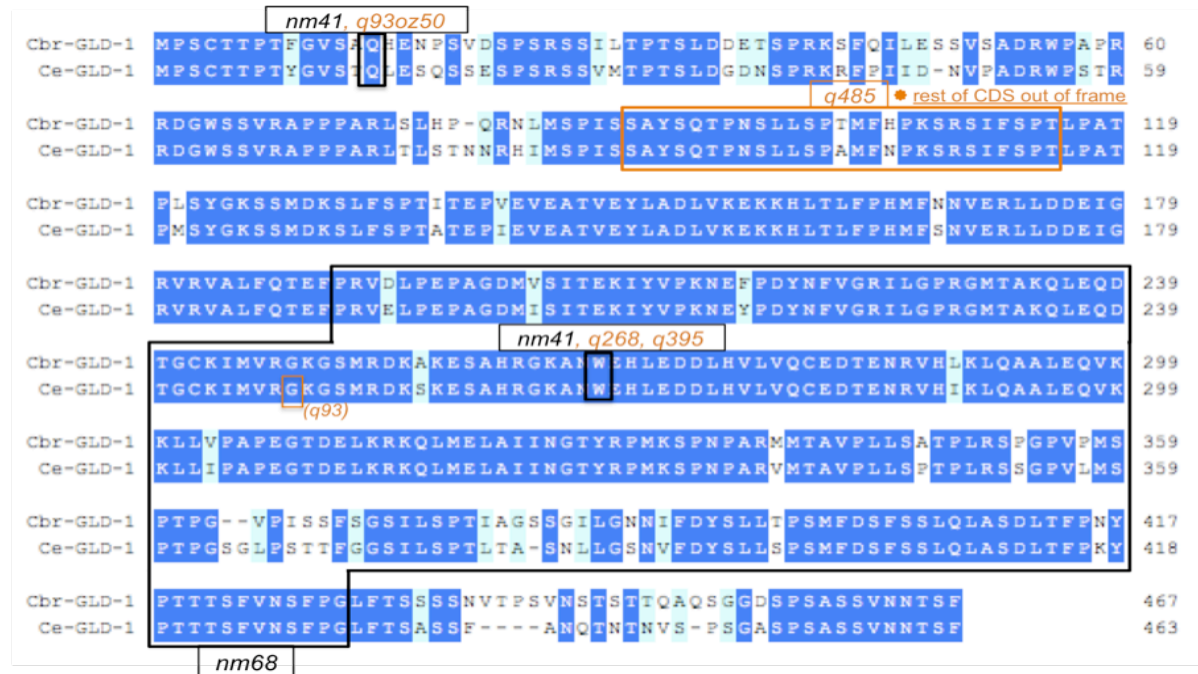 nm41, q93oz50
Cbr-GLD-1 MPSCTTPTFGVSAQHENPSVDSPSRSSILTPTSLDDETSPRKSFQILESSVSADRWPAPR 60
Ce-GLD-1 MPSCTTPTYGVSTQLESQSSESPSRSSVMTPTSLDGDNSPRKRFPIID-NVPADRWPSTR 59
q485 * rest of CDS out of frame
Cbr-GLD-1 RDGWSSVRAPPPARLSLHP-QRNLMSPISSAYSQTPNSLLSPTMFHPKSRSIFSPTLPAT 119
Ce-GLD-1 RDGWSSVRAPPPARLTLSTNNRHIMSPISSAYSQTPNSLLSPAMFNPKSRSIFSPTLPAT 119
Cbr-GLD-1 PLSYGKSSMDKSLFSPTITEPVEVEATVEYLADLVKEKKHLTLFPHMFNNVERLLDDEIG 179
Ce-GLD-1 PMSYGKSSMDKSLFSPTATEPIEVEATVEYLADLVKEKKHLTLFPHMFSNVERLLDDEIG 179
Cbr-GLD-1 RVRVALFQTEFPRVDLPEPAGDMVSITEKIYVPKNEFPDYNFVGRILGPRGMTAKQLEQD 239
Ce-GLD-1 RVRVALFQTEFPRVELPEPAGDMISITEKIYVPKNEYPDYNFVGRILGPRGMTAKQLEQD 239
nm41, q268, q395
Cbr-GLD-1 TGCKIMVRGKGSMRDKAKESAHRGKANWEHLEDDLHVLVQCEDTENRVHLKLQAALEQVK 299
Ce-GLD-1 TGCKIMVRGKGSMRDKSKESAHRGKANWEHLEDDLHVLVQCEDTENRVHIKLQAALEQVK 299
(q93)
Cbr-GLD-1 KLLVPAPEGTDELKRKQLMELAIINGTYRPMKSPNPARMMTAVPLLSATPLRSPGPVPMS 359
Ce-GLD-1 KLLIPAPEGTDELKRKQLMELAIINGTYRPMKSPNPARVMTAVPLLSPTPLRSSGPVLMS 359
Cbr-GLD-1 PTPG--VPISSFSGSILSPTIAGSSGILGNNIFDYSLLTPSMFDSFSSLQLASDLTFPNY 417
Ce-GLD-1 PTPGSGLPSTTFGGSILSPTLTA-SNLLGSNVFDYSLLSPSMFDSFSSLQLASDLTFPKY 418
Cbr-GLD-1 PTTTSFVNSFPGLFTSSSSNVTPSVNSTSTTQAQSGGDSPSASSVNNTSF 467
Ce-GLD-1 PTTTSFVNSFPGLFTSASSF----ANQTNTNVS-PSGASPSASSVNNTSF 463
nm68